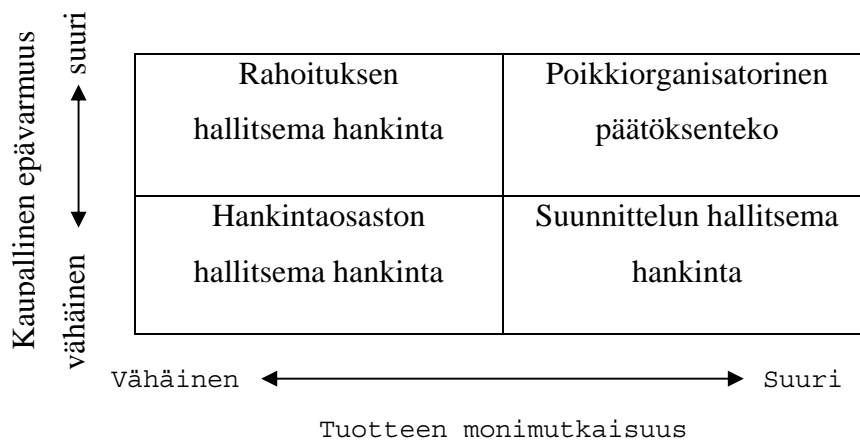 Kaupallinen epävarmuus
suuri
vähäinen
Rahoituksen
hallitsema hankinta
Poikkiorganisatorinen
päätöksenteko
Hankintaosaston
hallitsema hankinta
Suunnittelun hallitsema
hankinta
Vähäinen
Suuri
Tuotteen monimutkaisuus